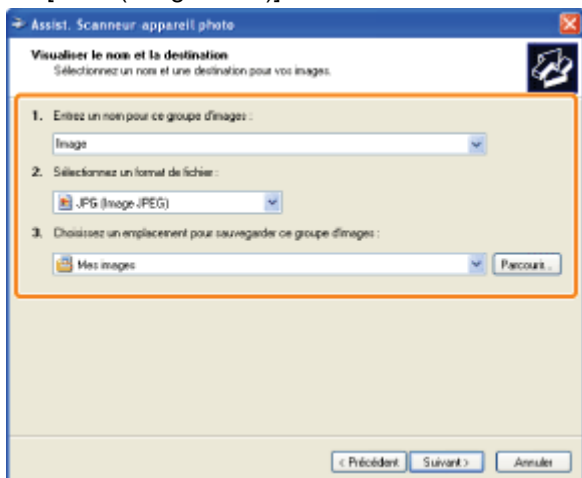 Assist. Scanneur-appareil photo
Visualiser le nom et la destination
Sélectionnez un nom et une destination pour vos images.
1. Entrez un nom pour ce groupe d'images :
Image
2. Sélectionnez un format de fichier :
JPG (Image JPEG)
3. Choisissez un emplacement pour sauvegarder ce groupe d'images :
Mes images
Parcourir...
< Précédent Suivant > Annuler